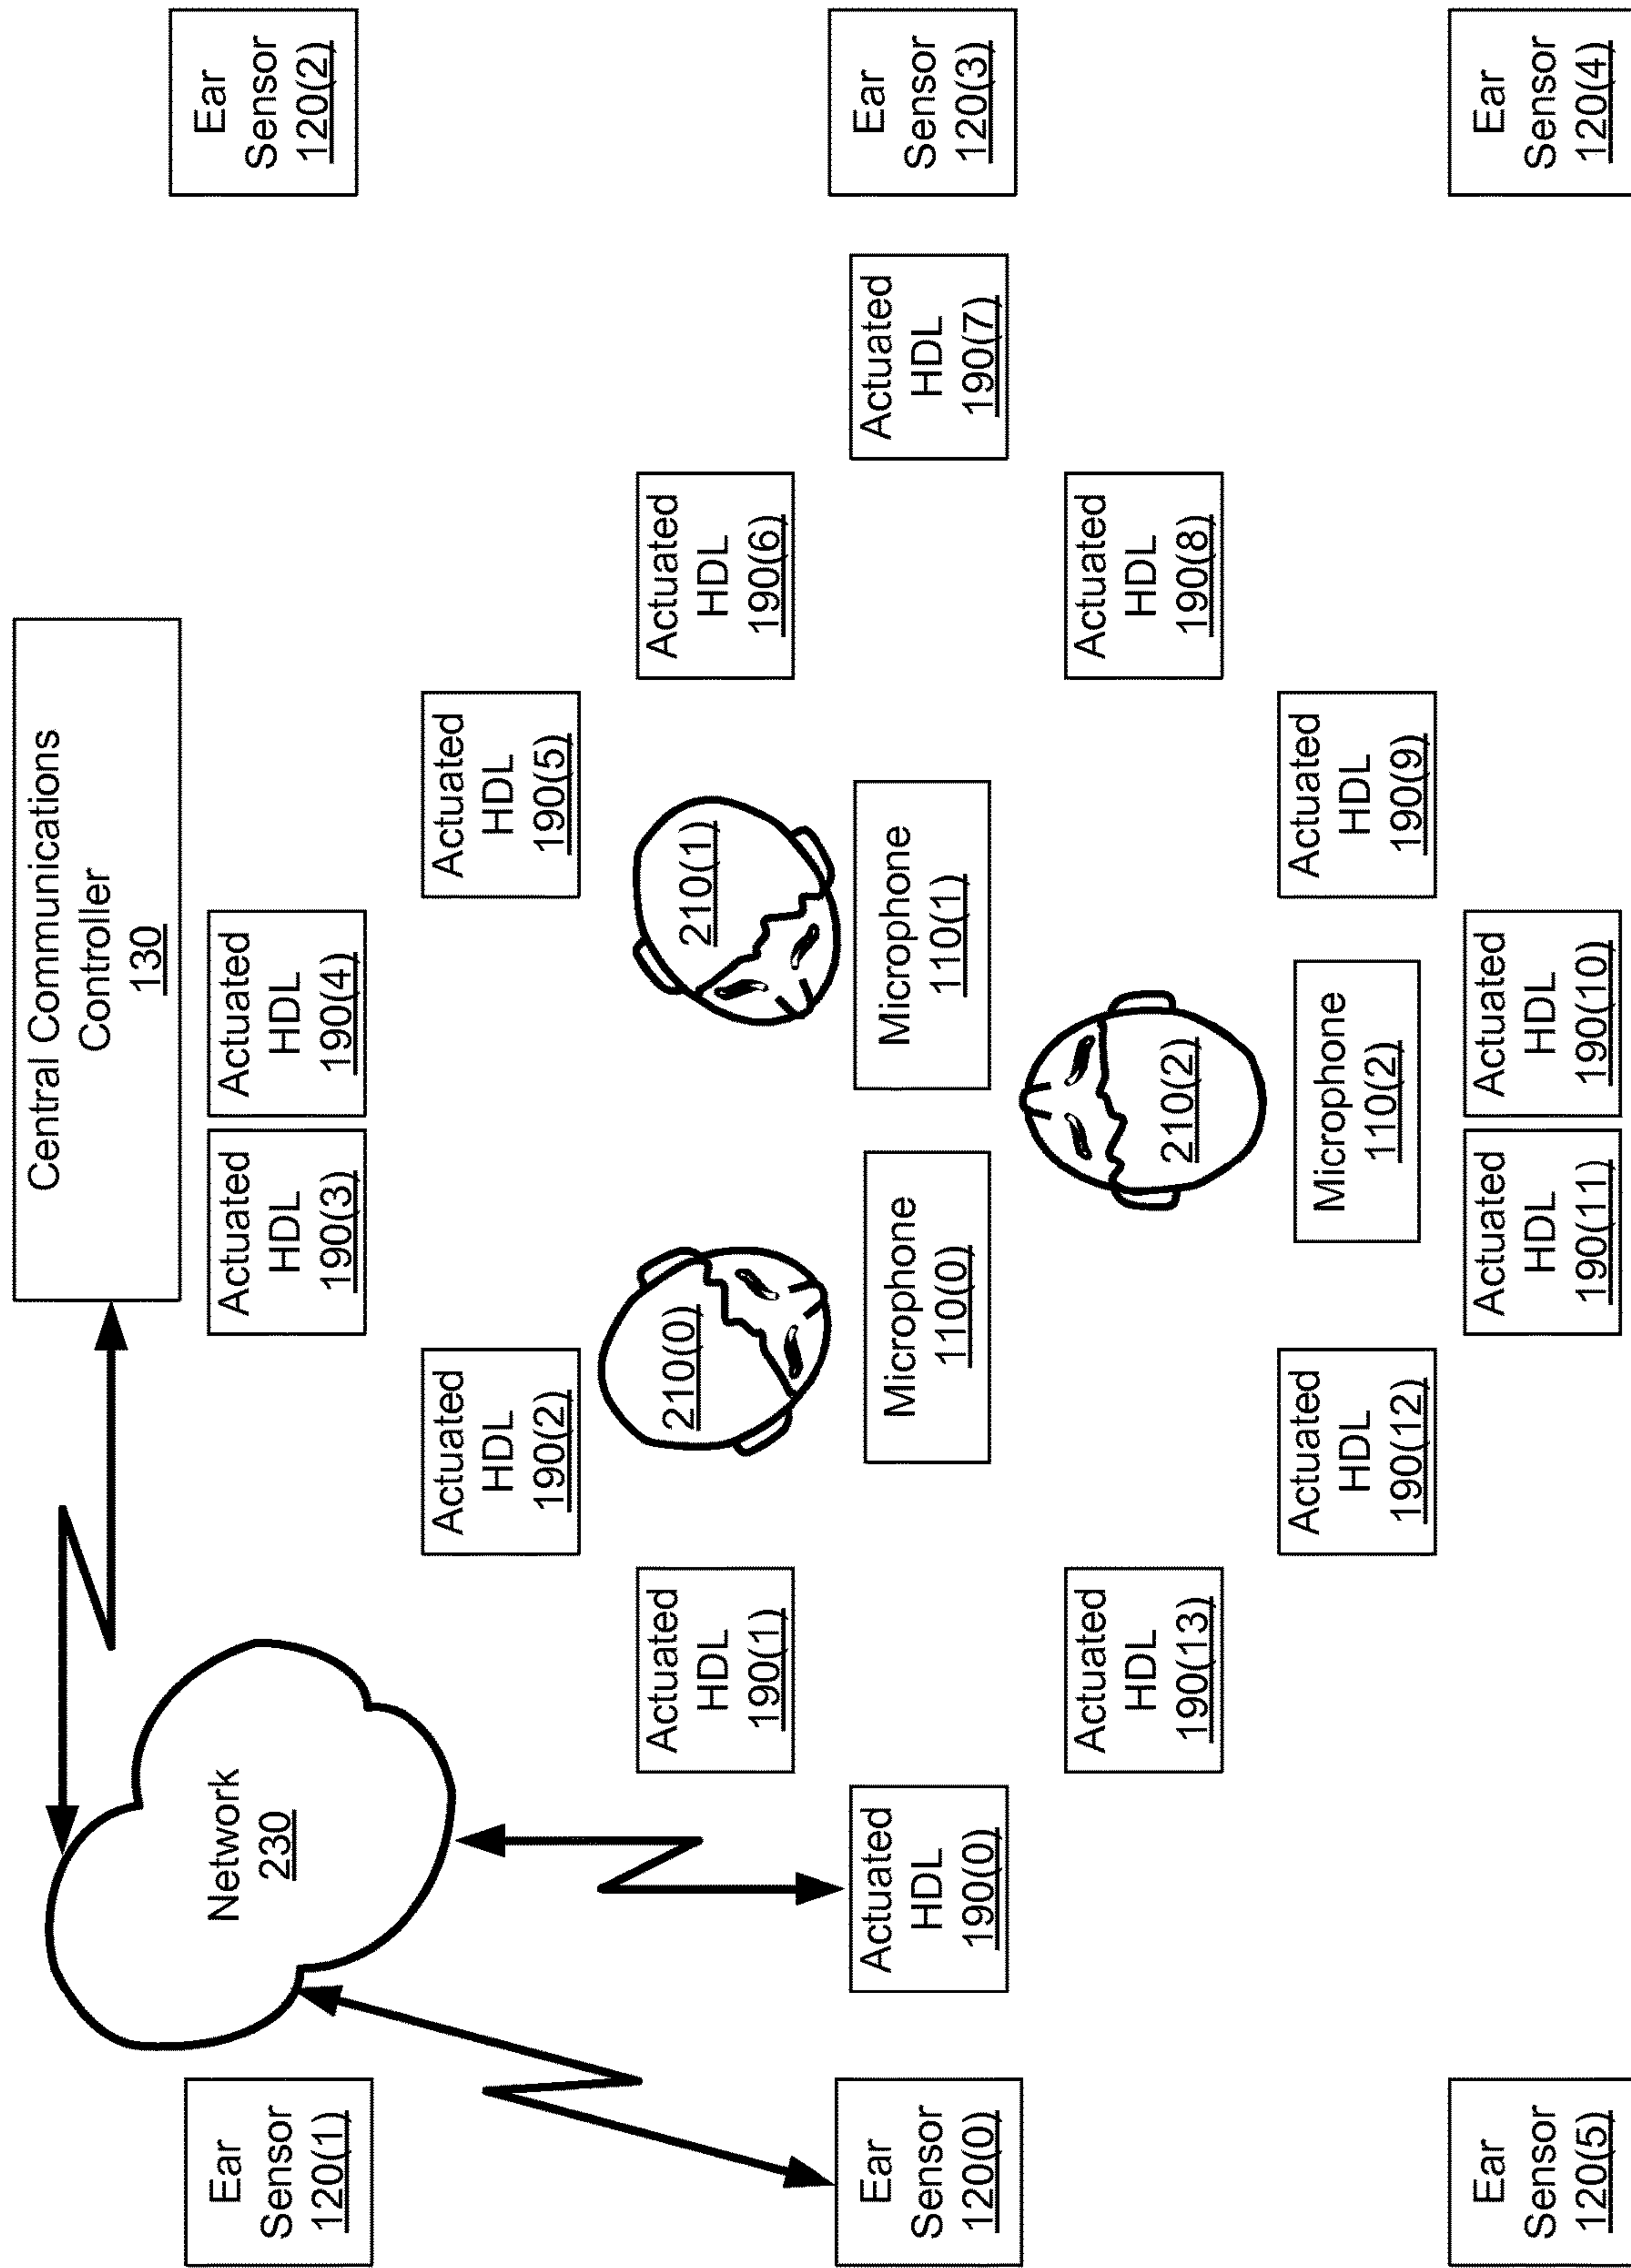 Central Communications
Controller
130
Network
230
Ear
Sensor
120(1)
Ear
Sensor
120(2)
Actuated
HDL
190(3)
Actuated
HDL
190(4)
Actuated
HDL
190(2)
Actuated
HDL
190(5)
Actuated
HDL
190(1)
210(0)
210(1)
Actuated
HDL
190(6)
Ear
Sensor
120(0)
Actuated
HDL
190(0)
Microphone
110(0)
Microphone
110(1)
Actuated
HDL
190(7)
Ear
Sensor
120(3)
Actuated
HDL
190(13)
210(2)
Actuated
HDL
190(8)
Actuated
HDL
190(12)
Microphone
110(2)
Actuated
HDL
190(9)
Ear
Sensor
120(5)
Actuated
HDL
190(11)
Actuated
HDL
190(10)
Ear
Sensor
120(4)